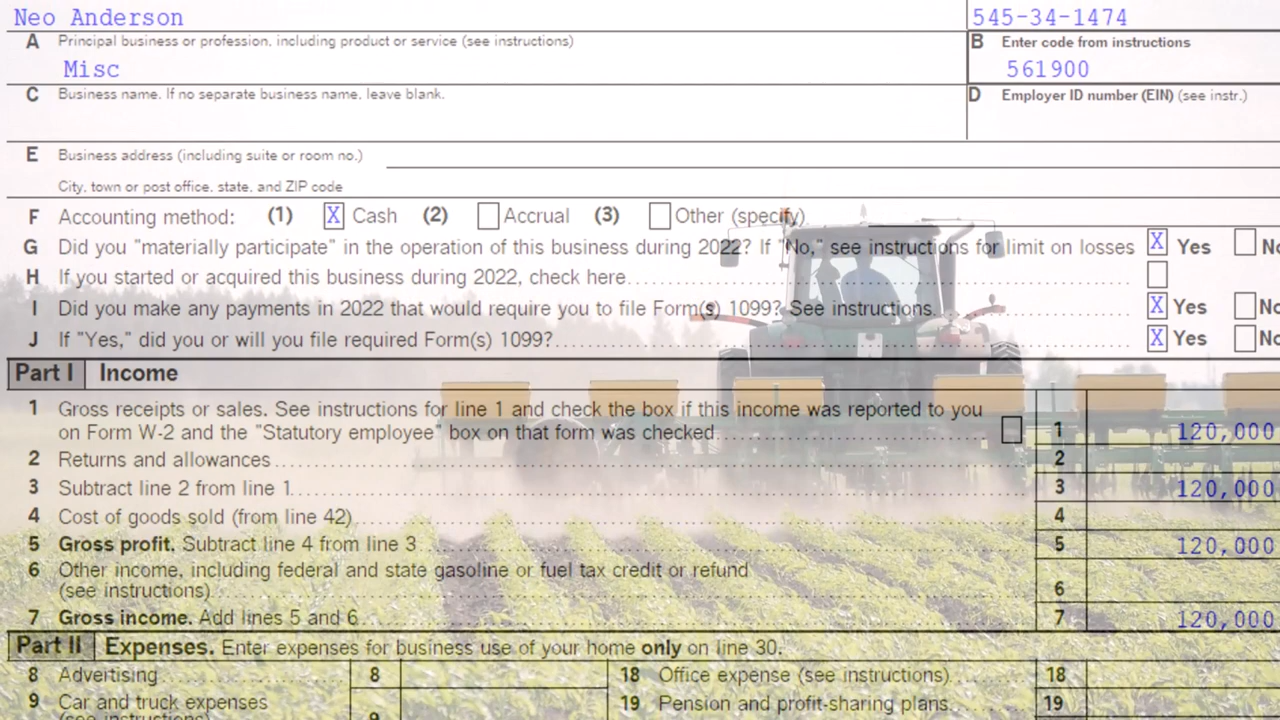 Neo Anderson 545-34-1474
A Principal business or profession, including product or service (see instructions) B Enter code from instructions
Misc 561900
C Business name. If no separate business name, leave blank. D Employer ID number (EIN) (see instr.)
E Business address (including suite or room no.)
City, town or post office, state, and ZIP code
F Accounting method: (1) X Cash (2) Accrual (3) Other (specify)
G Did you "materially participate" in the operation of this business during 2022? If "No," see instructions for limit on losses X Yes No
H If you started or acquired this business during 2022, check here
I Did you make any payments in 2022 that would require you to file Form(s) 1099? See instructions. X Yes No
J If "Yes," did you or will you file required Form(s) 1099? X Yes No
Part I Income
1 Gross receipts or sales. See instructions for line 1 and check the box if this income was reported to you
on Form W-2 and the "Statutory employee" box on that form was checked 1 120,000
2 Returns and allowances 2
3 Subtract line 2 from line 1. 3 120,000
4 Cost of goods sold (from line 42) 4
5 Gross profit. Subtract line 4 from line 3 5 120,000
6 Other income, including federal and state gasoline or fuel tax credit or refund
(see instructions) 6
7 Gross income. Add lines 5 and 6 7 120,000
Part II Expenses. Enter expenses for business use of your home only on line 30.
8 Advertising 8 18 Office expense (see instructions) 18
9 Car and truck expenses 19 Pension and profit-sharing plans 19
(see instructions) 9